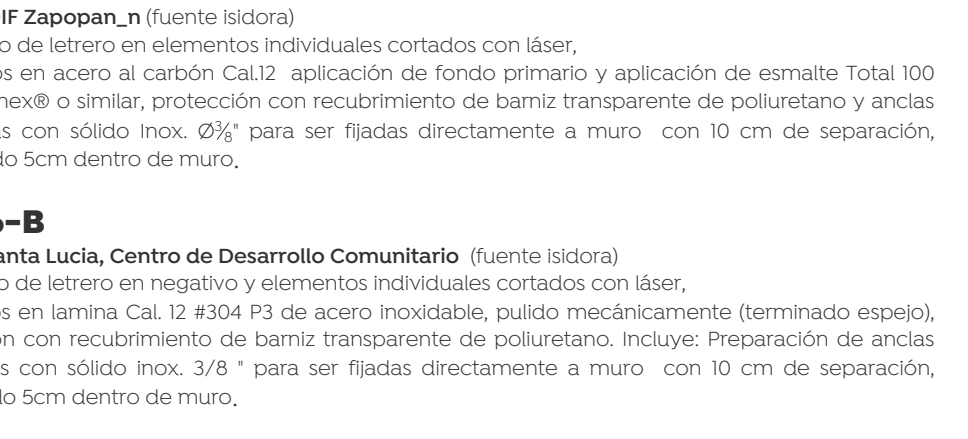 IF Zapopan_n (fuente isidora)
o de letrero en elementos individuales cortados con láser,
os en acero al carbón Cal.12 aplicación de fondo primario y aplicación de esmalte Total 100
nex® o similar, protección con recubrimiento de barniz transparente de poliuretano y anclas
as con sólido Inox. Ø⅜" para ser fijadas directamente a muro con 10 cm de separación,
do 5cm dentro de muro.
-B
anta Lucia, Centro de Desarrollo Comunitario (fuente isidora)
o de letrero en negativo y elementos individuales cortados con láser,
os en lamina Cal. 12 #304 P3 de acero inoxidable, pulido mecánicamente (terminado espejo),
ón con recubrimiento de barniz transparente de poliuretano. Incluye: Preparación de anclas
as con sólido inox. 3/8 " para ser fijadas directamente a muro con 10 cm de separación,
do 5cm dentro de muro.